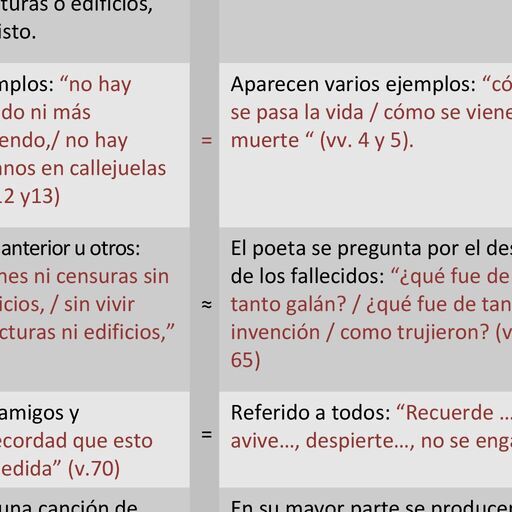 turas o edificios,
isto.
mplos: “no hay
do ni más
endo,/ no hay
anos en callejuelas
12 y13)
=
Aparecen varios ejemplos: “có
se pasa la vida / cómo se viene
muerte “ (vv. 4 y 5).
anterior u otros:
nes ni censuras sin
icios, / sin vivir
cturas ni edificios,”
≈
El poeta se pregunta por el des
de los fallecidos: “¿qué fue de
tanto galán? / ¿qué fue de tan
invención / como trujieron? (v
65)
amigos y
ecordad que esto
edida” (v.70)
=
Referido a todos: “Recuerde ...
avive…, despierte…, no se eng
una canción de
En su mayor parte se producen